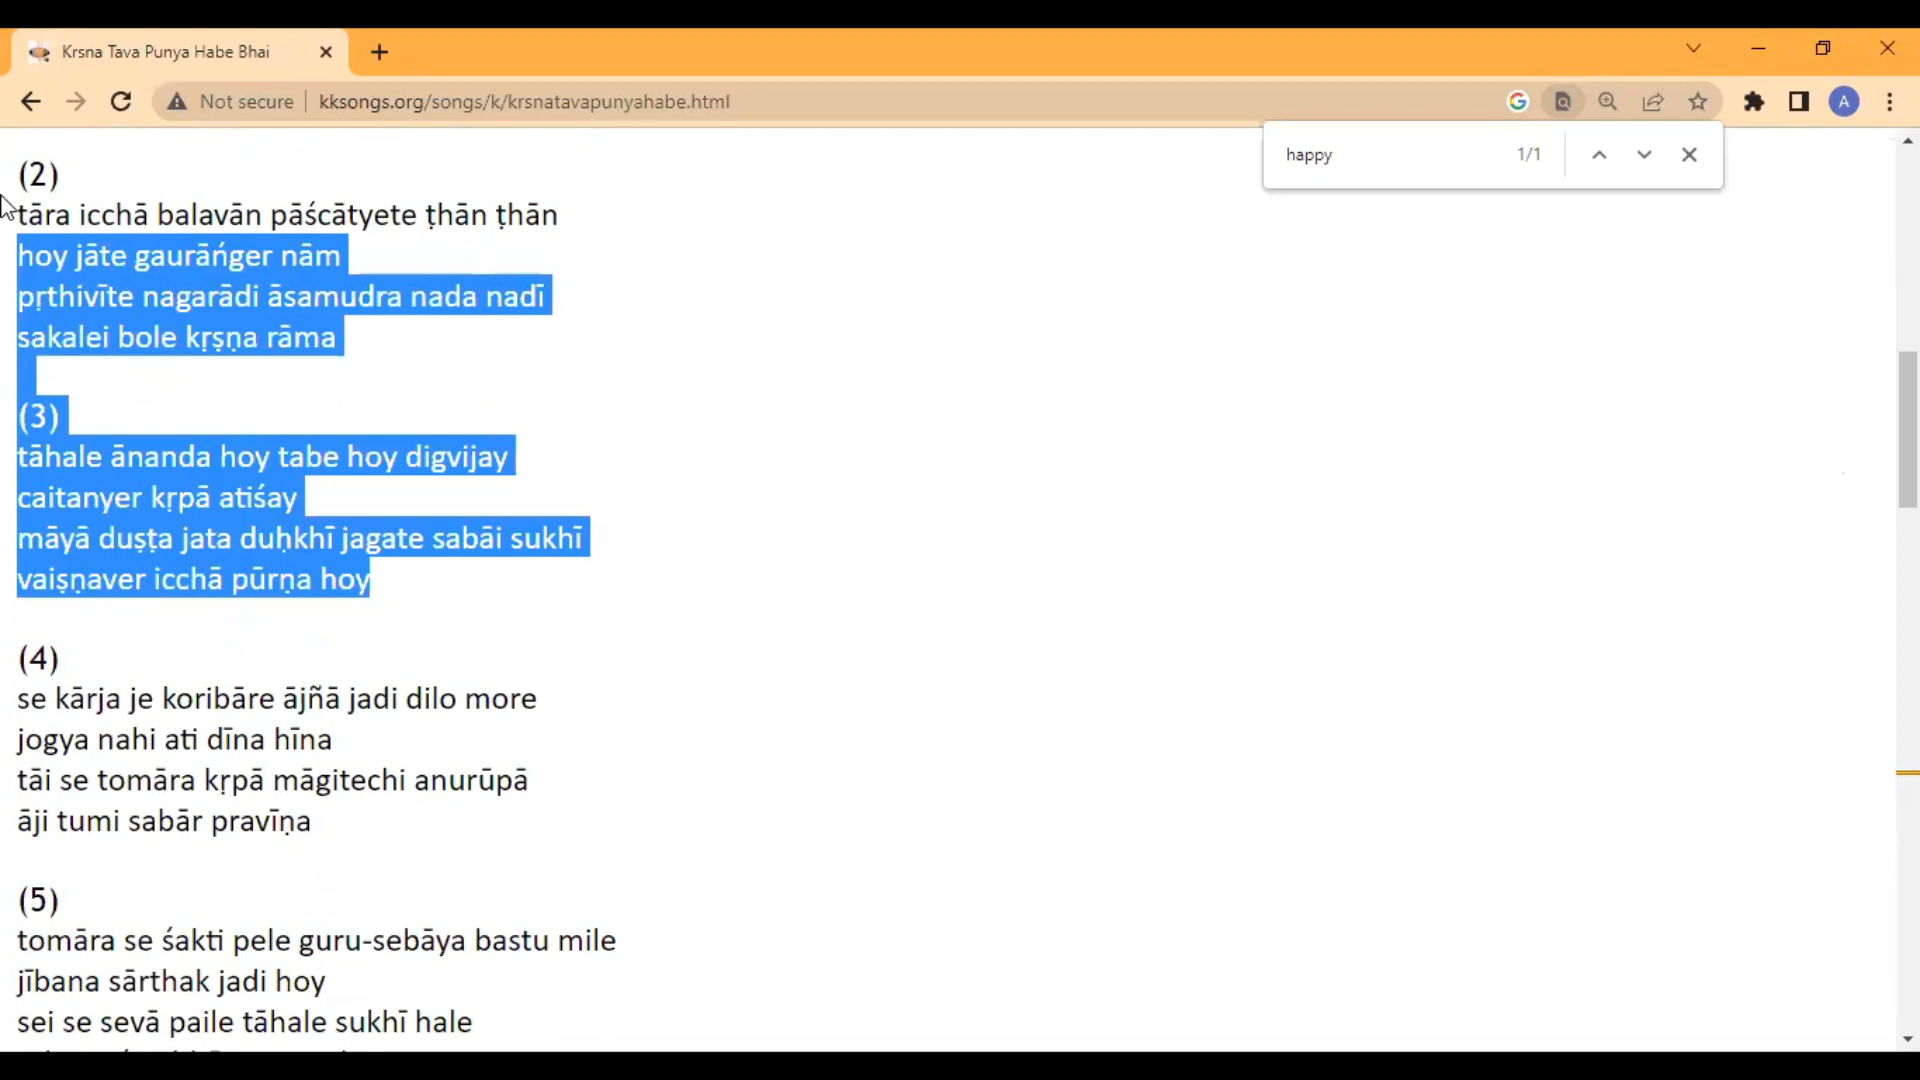 Krsna Tava Punya Habe Bhai
Not secure
kksongs.org/songs/k/krsnatavapunyahabe.html
A
happy
1/1
(2)
tāra icchā balavān pāścātyete ṭhān ṭhān
hoy jāte gaurāńger nām
pṛthivīte nagarādi āsamudra nada nadī
sakalei bole kṛṣṇa rāma
(3)
tāhale ānanda hoy tabe hoy digvijay
caitanyer kṛpā atiśay
māyā duṣṭa jata duḥkhī jagate sabāi sukhī
vaiṣṇaver icchā pūrṇa hoy
(4)
se kārja je koribāre ājñā jadi dilo more
jogya nahi ati dīna hīna
tāi se tomāra kṛpā māgitechi anurūpā
āji tumi sabār pravīṇa
(5)
tomāra se śakti pele guru-sebāya bastu mile
jībana sārthak jadi hoy
sei se sevā paile tāhale sukhī hale